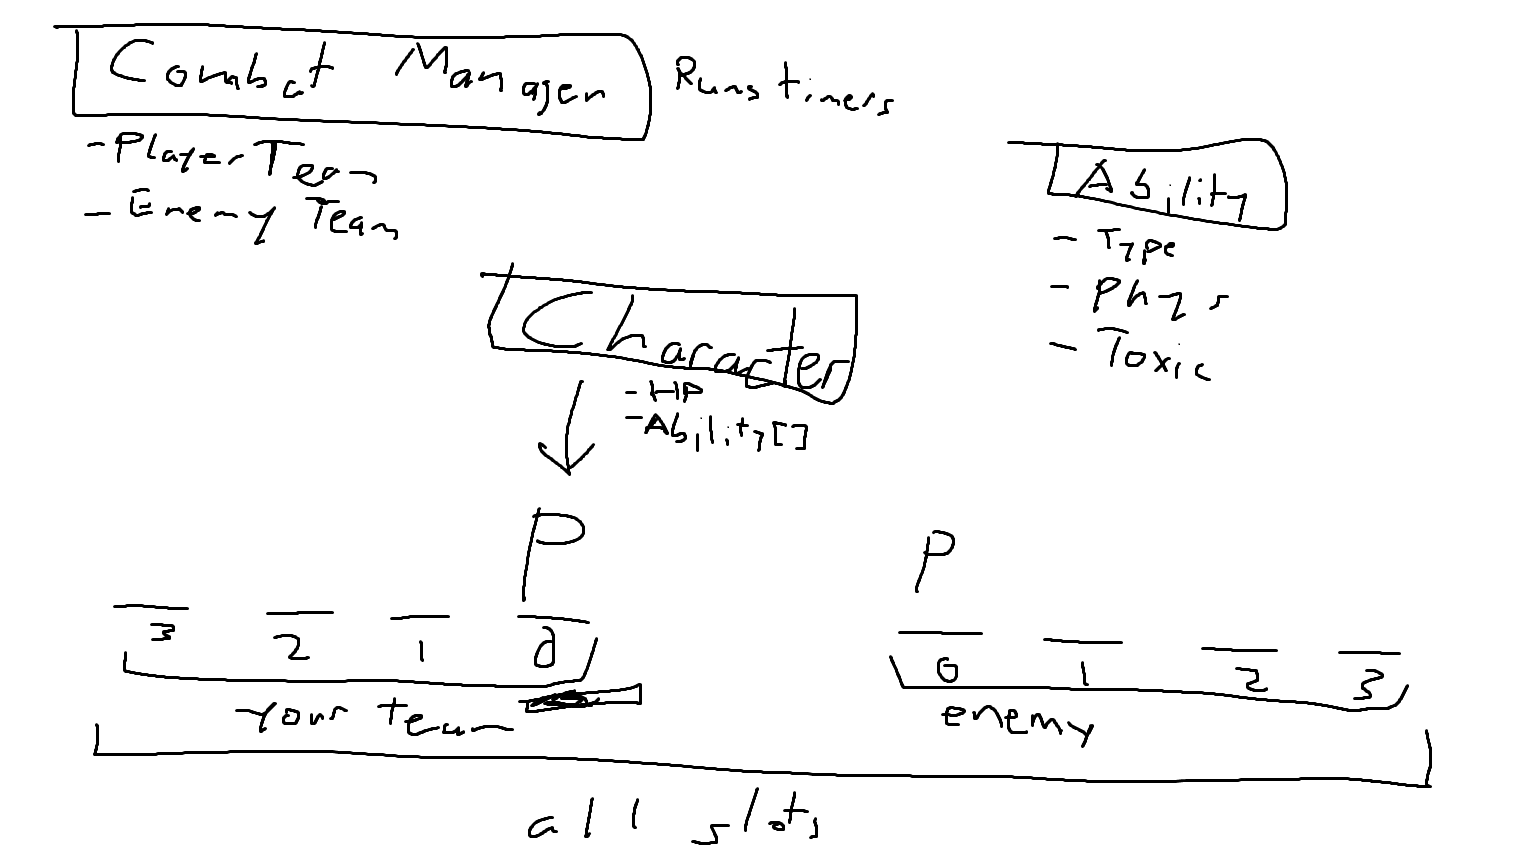 Combat Manager
Runs timers
- Player Team
- Enemy Team
Ability
- Type
- Phys
- Toxic
Character
- HP
- Ability[]
P
P
3 2 1 0
0 1 2 3
your team
enemy
all slots